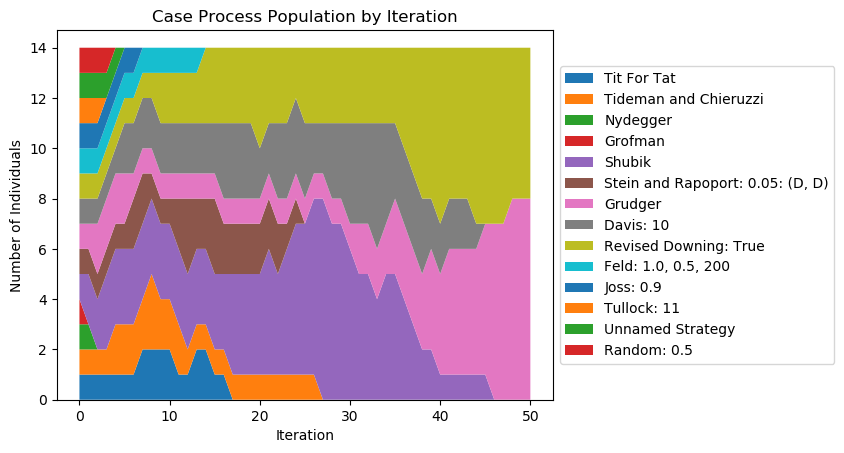 Case Process Population by Iteration
Number of Individuals
14
12
10
8
6
4
2
0
0 10 20 30 40 50
Iteration
Tit For Tat
Tideman and Chieruzzi
Nydegger
Grofman
Shubik
Stein and Rapoport: 0.05: (D, D)
Grudger
Davis: 10
Revised Downing: True
Feld: 1.0, 0.5, 200
Joss: 0.9
Tullock: 11
Unnamed Strategy
Random: 0.5